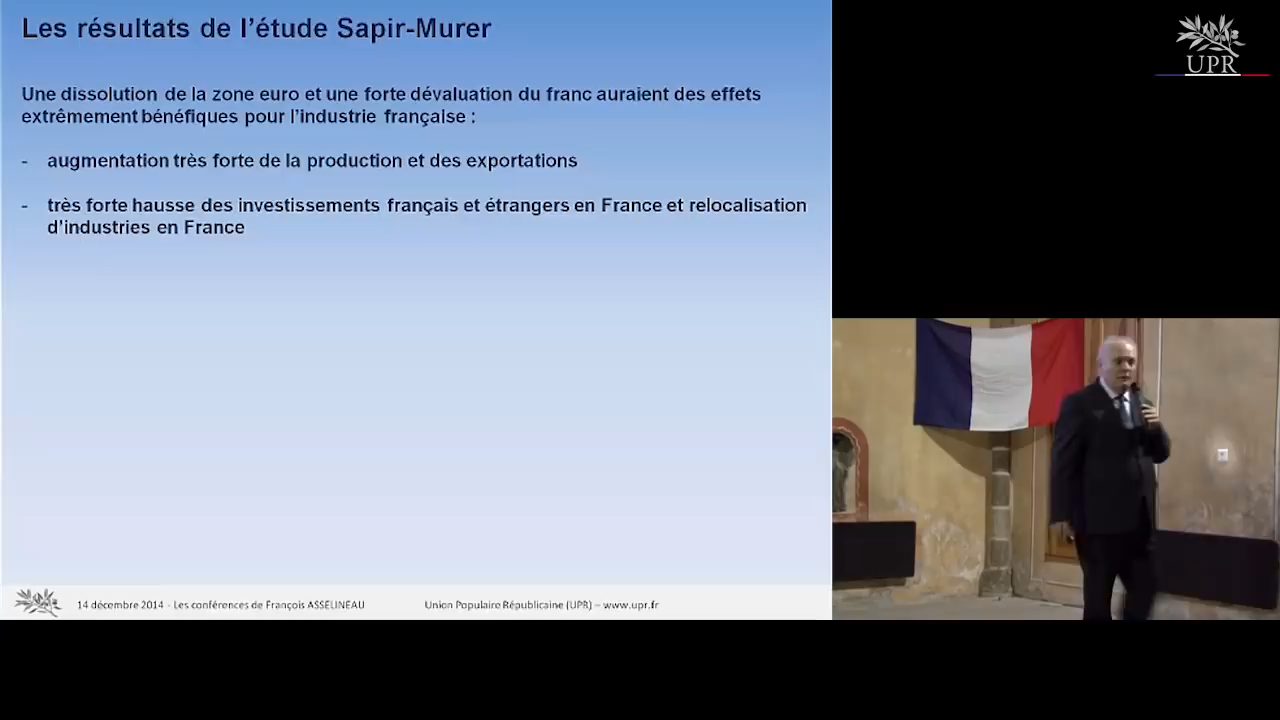 Les résultats de l'étude Sapir-Murer
Une dissolution de la zone euro et une forte dévaluation du franc auraient des effets
extrêmement bénéfiques pour l'industrie française :
- augmentation très forte de la production et des exportations
- très forte hausse des investissements français et étrangers en France et relocalisation
d'industries en France
14 décembre 2014 - Les conférences de François ASSELINEAU
Union Populaire Républicaine (UPR) – www.upr.fr
UPR